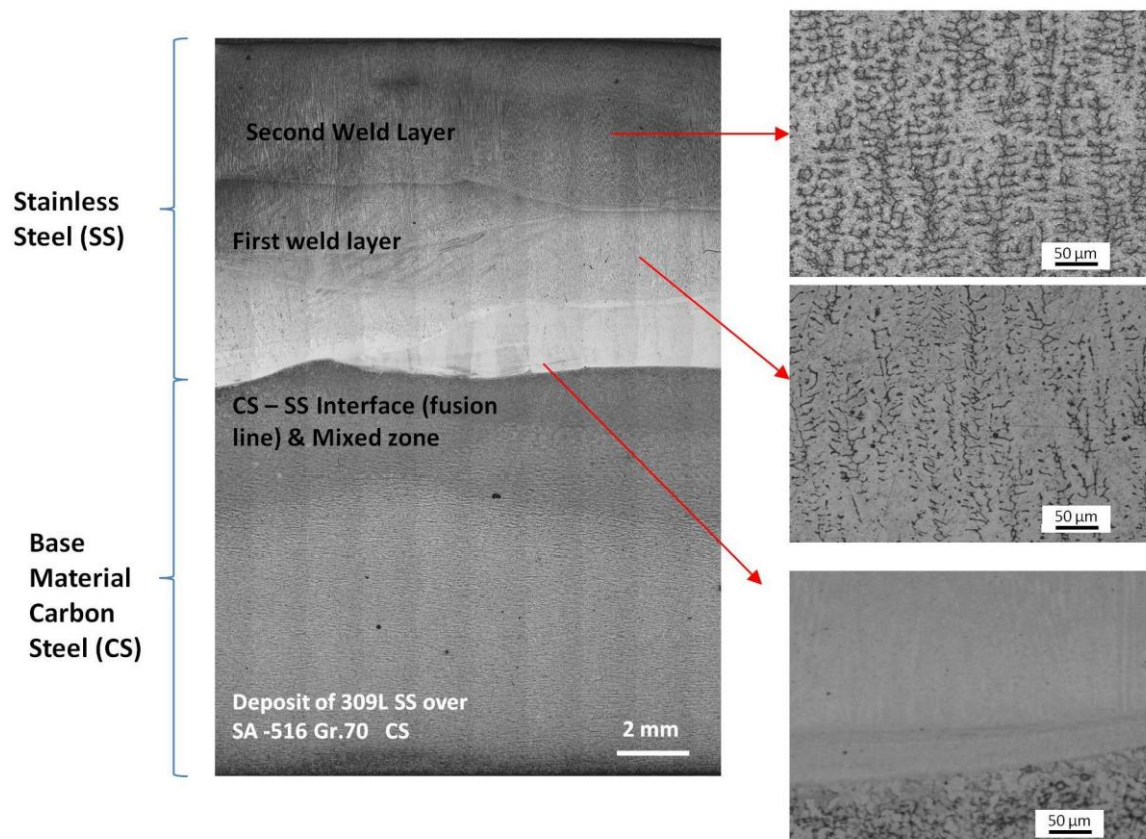 Stainless
Steel (SS)
Base
Material
Carbon
Steel (CS)
Second Weld Layer
First weld layer
CS – SS Interface (fusion
line) & Mixed zone
Deposit of 309L SS over
SA -516 Gr.70 CS
2 mm
50 µm
50 µm
50 µm